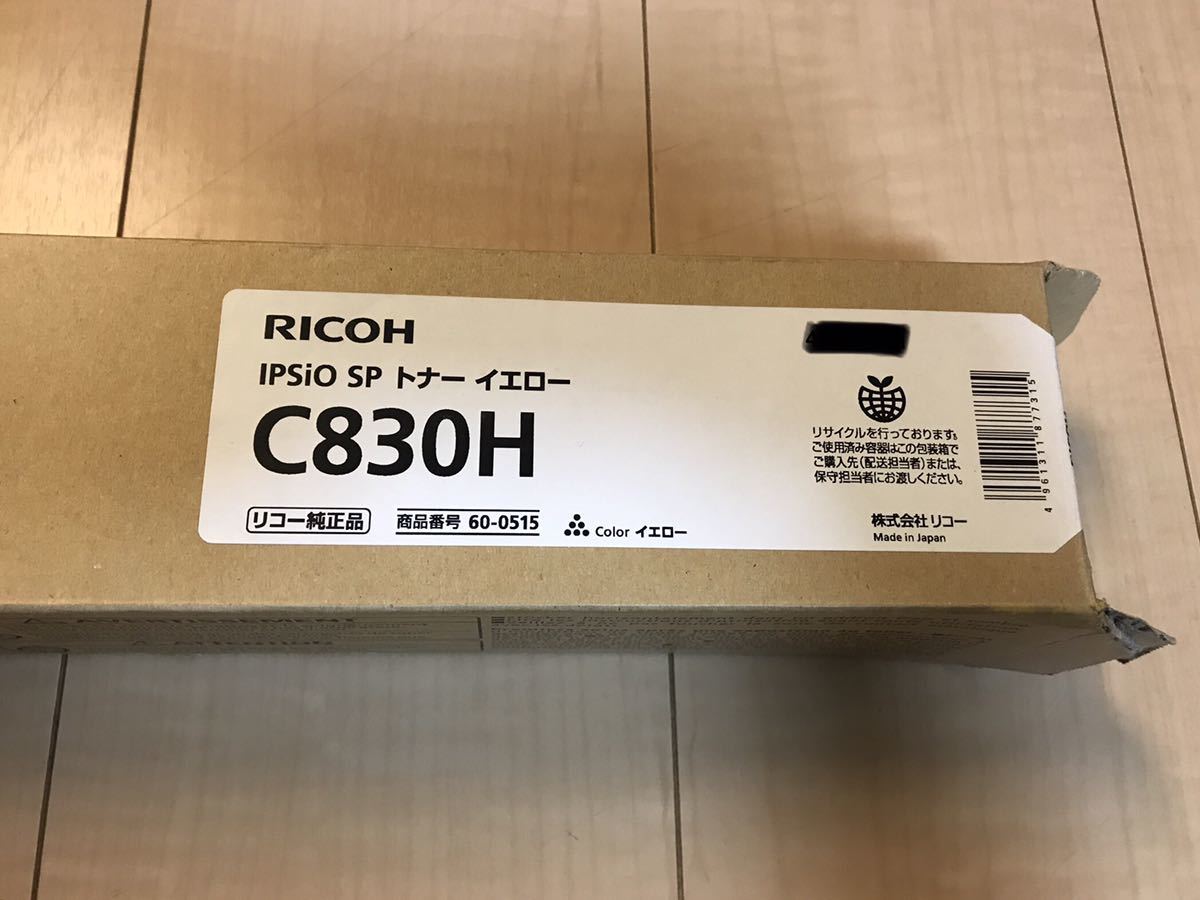 RICOH
IPSiO SP トナー イエロー
C830H
リコー純正品 商品番号 60-0515 Color イエロー
リサイクルを行っております。
ご使用済み容器はこの包装箱で
ご購入先(配送担当者)または、
保守担当者にお渡しください。
株式会社リコー
Made in Japan
4 961311 877315
AVERTISSEMENT